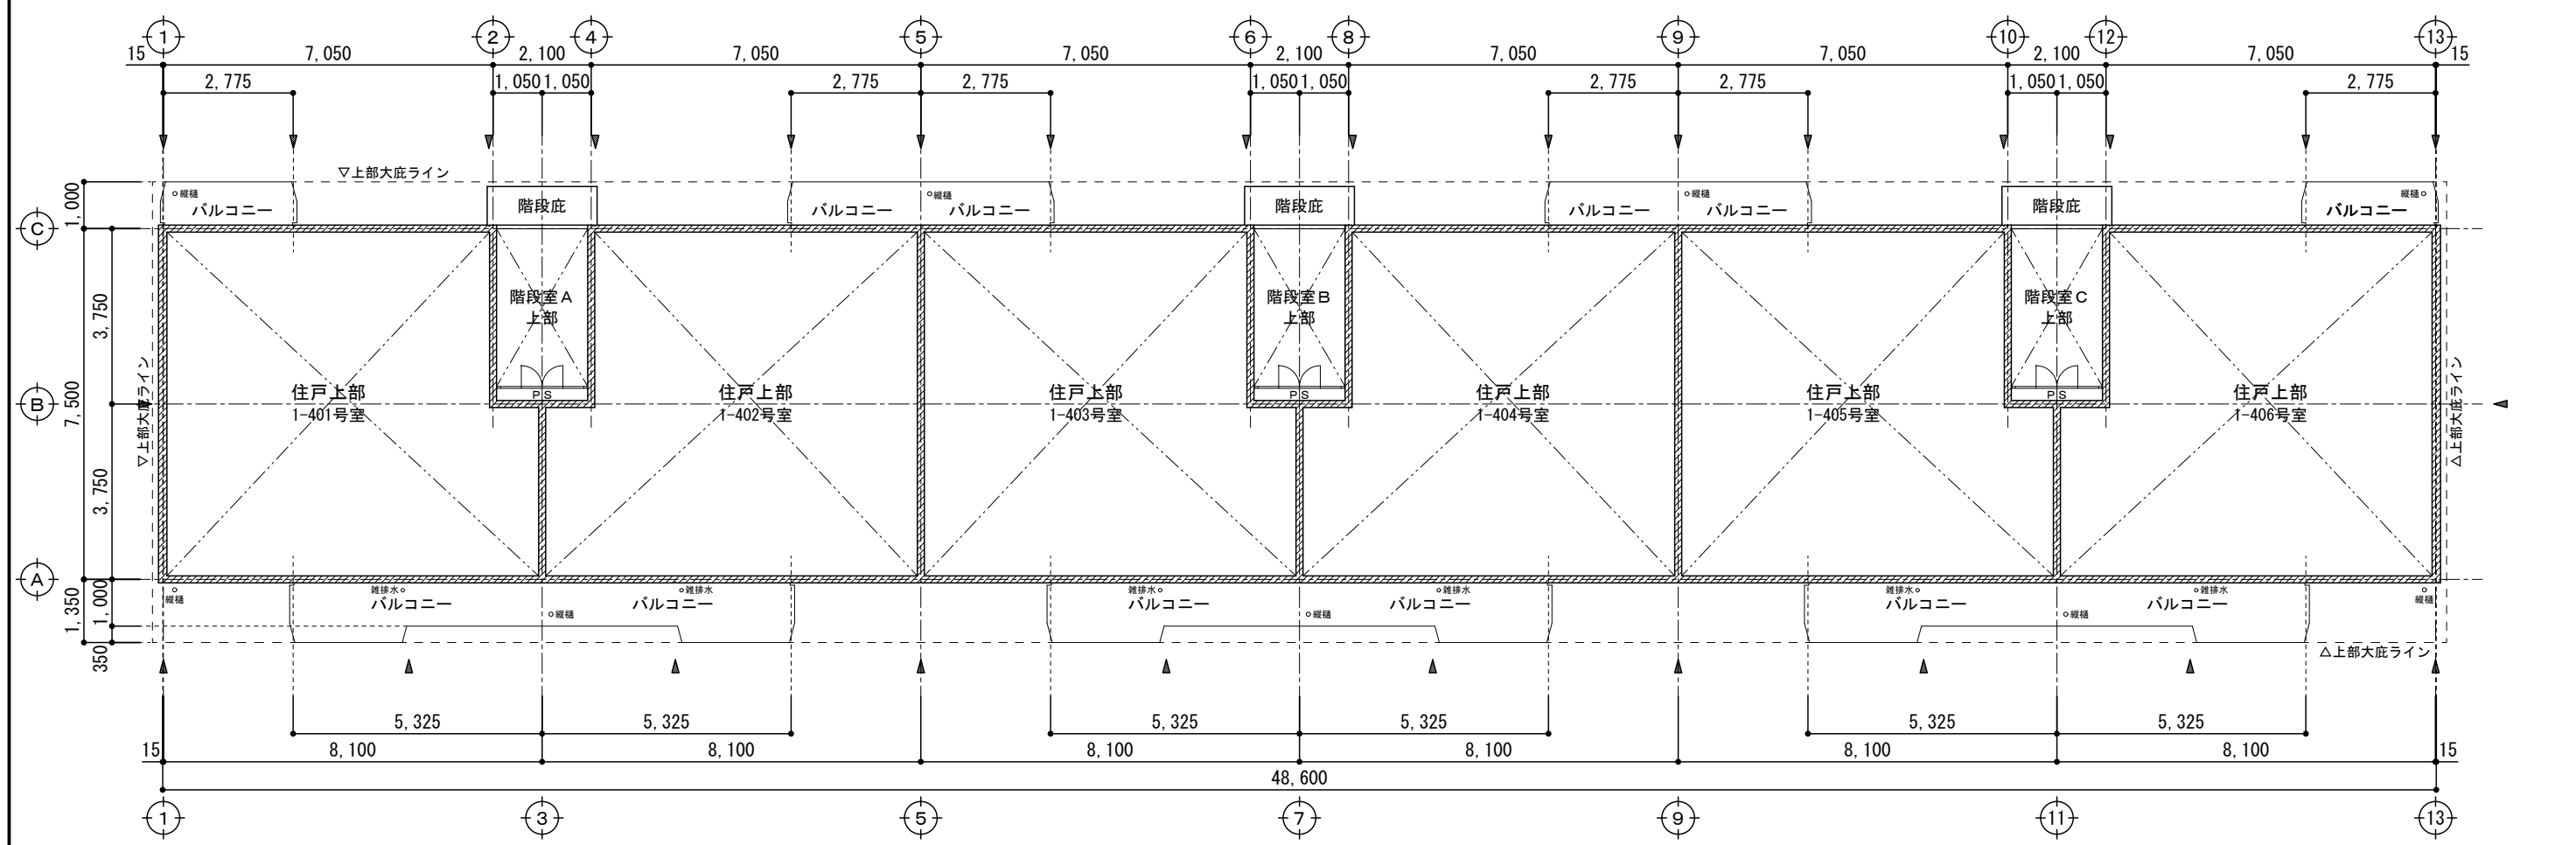 1 2 4 5 6 8 9 10 12 13
15 7,050 2,100 7,050 7,050 2,100 7,050 7,050 2,100 7,050 15
2,775 1,050 1,050 2,775 2,775 1,050 1,050 2,775 2,775 1,050 1,050 2,775
▽上部大庇ライン
1,000
縦樋 縦樋 縦樋 縦樋
バルコニー 階段庇 バルコニー バルコニー 階段庇 バルコニー バルコニー 階段庇 バルコニー
C
3,750
階段室A 階段室B 階段室C
上部 上部 上部
▽上部大庇ライン
△上部大庇ライン
7,500
B
PS PS PS
住戸上部 住戸上部 住戸上部 住戸上部 住戸上部 住戸上部
1-401号室 1-402号室 1-403号室 1-404号室 1-405号室 1-406号室
3,750
A
1,350
1,000
350
縦樋 雑排水 雑排水 雑排水 雑排水 雑排水 雑排水 縦樋
バルコニー バルコニー バルコニー バルコニー バルコニー バルコニー
縦樋 縦樋 縦樋
△上部大庇ライン
5,325 5,325 5,325 5,325 5,325 5,325
15 8,100 8,100 8,100 8,100 8,100 8,100 15
48,600
1 3 5 7 9 11 13